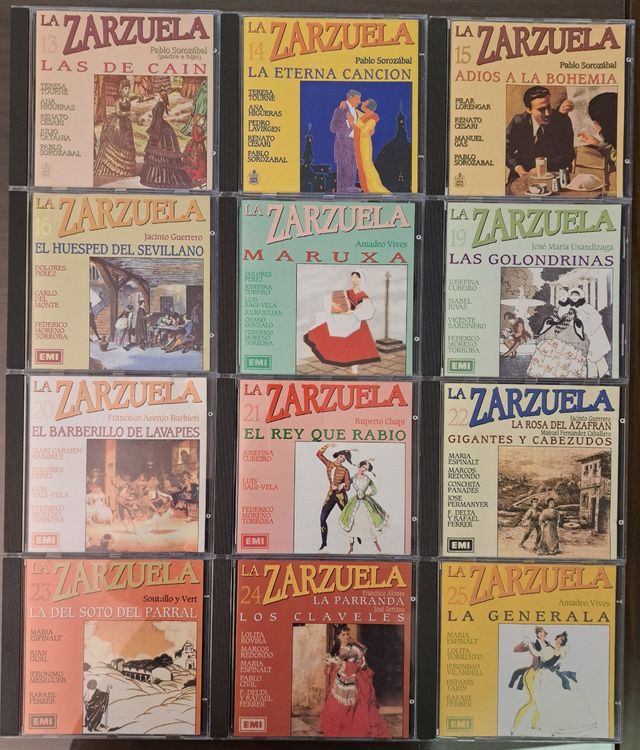 LA ZARZUELA
13
Pablo Sorozábal
(padre e hijo)
LAS DE CAIN
TERESA
TOURNE
ANA
HIGUERAS
RENATO
CESARI
JULIO
CATANIA
PABLO
SOROZABAL
LA ZARZUELA
14
Pablo Sorozábal
LA ETERNA CANCION
TERESA
TOURNE
ANA
HIGUERAS
PEDRO
LAVIRGEN
RENATO
CESARI
PABLO
SOROZABAL
LA ZARZUELA
15
Pablo Sorozábal
ADIOS A LA BOHEMIA
PILAR
LORENGAR
RENATO
CESARI
MANUEL
GAS
PABLO
SOROZABAL
LA ZARZUELA
16
Jacinto Guerrero
EL HUESPED DEL SEVILLANO
DOLORES
PEREZ
CARLO
DEL
MONTE
FEDERICO
MORENO
TORROBA
EMI
LA ZARZUELA
Amadeo Vives
MARUXA
DOLORES
PEREZ
JOSEFINA
CUBEIRO
LUIS
SAGI-VELA
JULIO JULIAN
CHANO
GONZALO
FEDERICO
MORENO
TORROBA
EMI
LA ZARZUELA
19
José María Usandizaga
LAS GOLONDRINAS
JOSEFINA
CUBEIRO
ISABEL
RIVAS
VICENTE
SARDINERO
FEDERICO
MORENO
TORROBA
EMI
LA ZARZUELA
20
Francisco Asenjo Barbieri
EL BARBERILLO DE LAVAPIES
MARI CARMEN
RAMIREZ
DOLORES
PEREZ
LUIS
SAGI-VELA
FEDERICO
MORENO
TORROBA
EMI
LA ZARZUELA
21
Ruperto Chapí
EL REY QUE RABIO
JOSEFINA
CUBEIRO
LUIS
SAGI-VELA
FEDERICO
MORENO
TORROBA
EMI
LA ZARZUELA
22
Jacinto Guerrero
LA ROSA DEL AZAFRAN
Manuel Fernández Caballero
GIGANTES Y CABEZUDOS
MARIA
ESPINALT
MARCOS
REDONDO
CONCHITA
PANADES
JOSE
PERMANYER
F. DELTA
Y RAFAEL
FERRER
EMI
LA ZARZUELA
23
Soutullo y Vert
LA DEL SOTO DEL PARRAL
MARIA
ESPINALT
JUAN
GUAL
JERONIMO
MESEGUER
RAFAEL
FERRER
EMI
LA ZARZUELA
24
Francisco Alonso
LA PARRANDA
José Serrano
LOS CLAVELES
LOLITA
ROVIRA
MARCOS
REDONDO
MARIA
ESPINALT
PABLO
CIVIL
F. DELTA
Y RAFAEL
FERRER
EMI
LA ZARZUELA
25
Amadeo Vives
LA GENERALA
MARIA
ESPINALT
LOLITA
TORRENTO
JERONIMO
VILARDELL
ESTANIS
TARIN
RAFAEL
FERRER
EMI